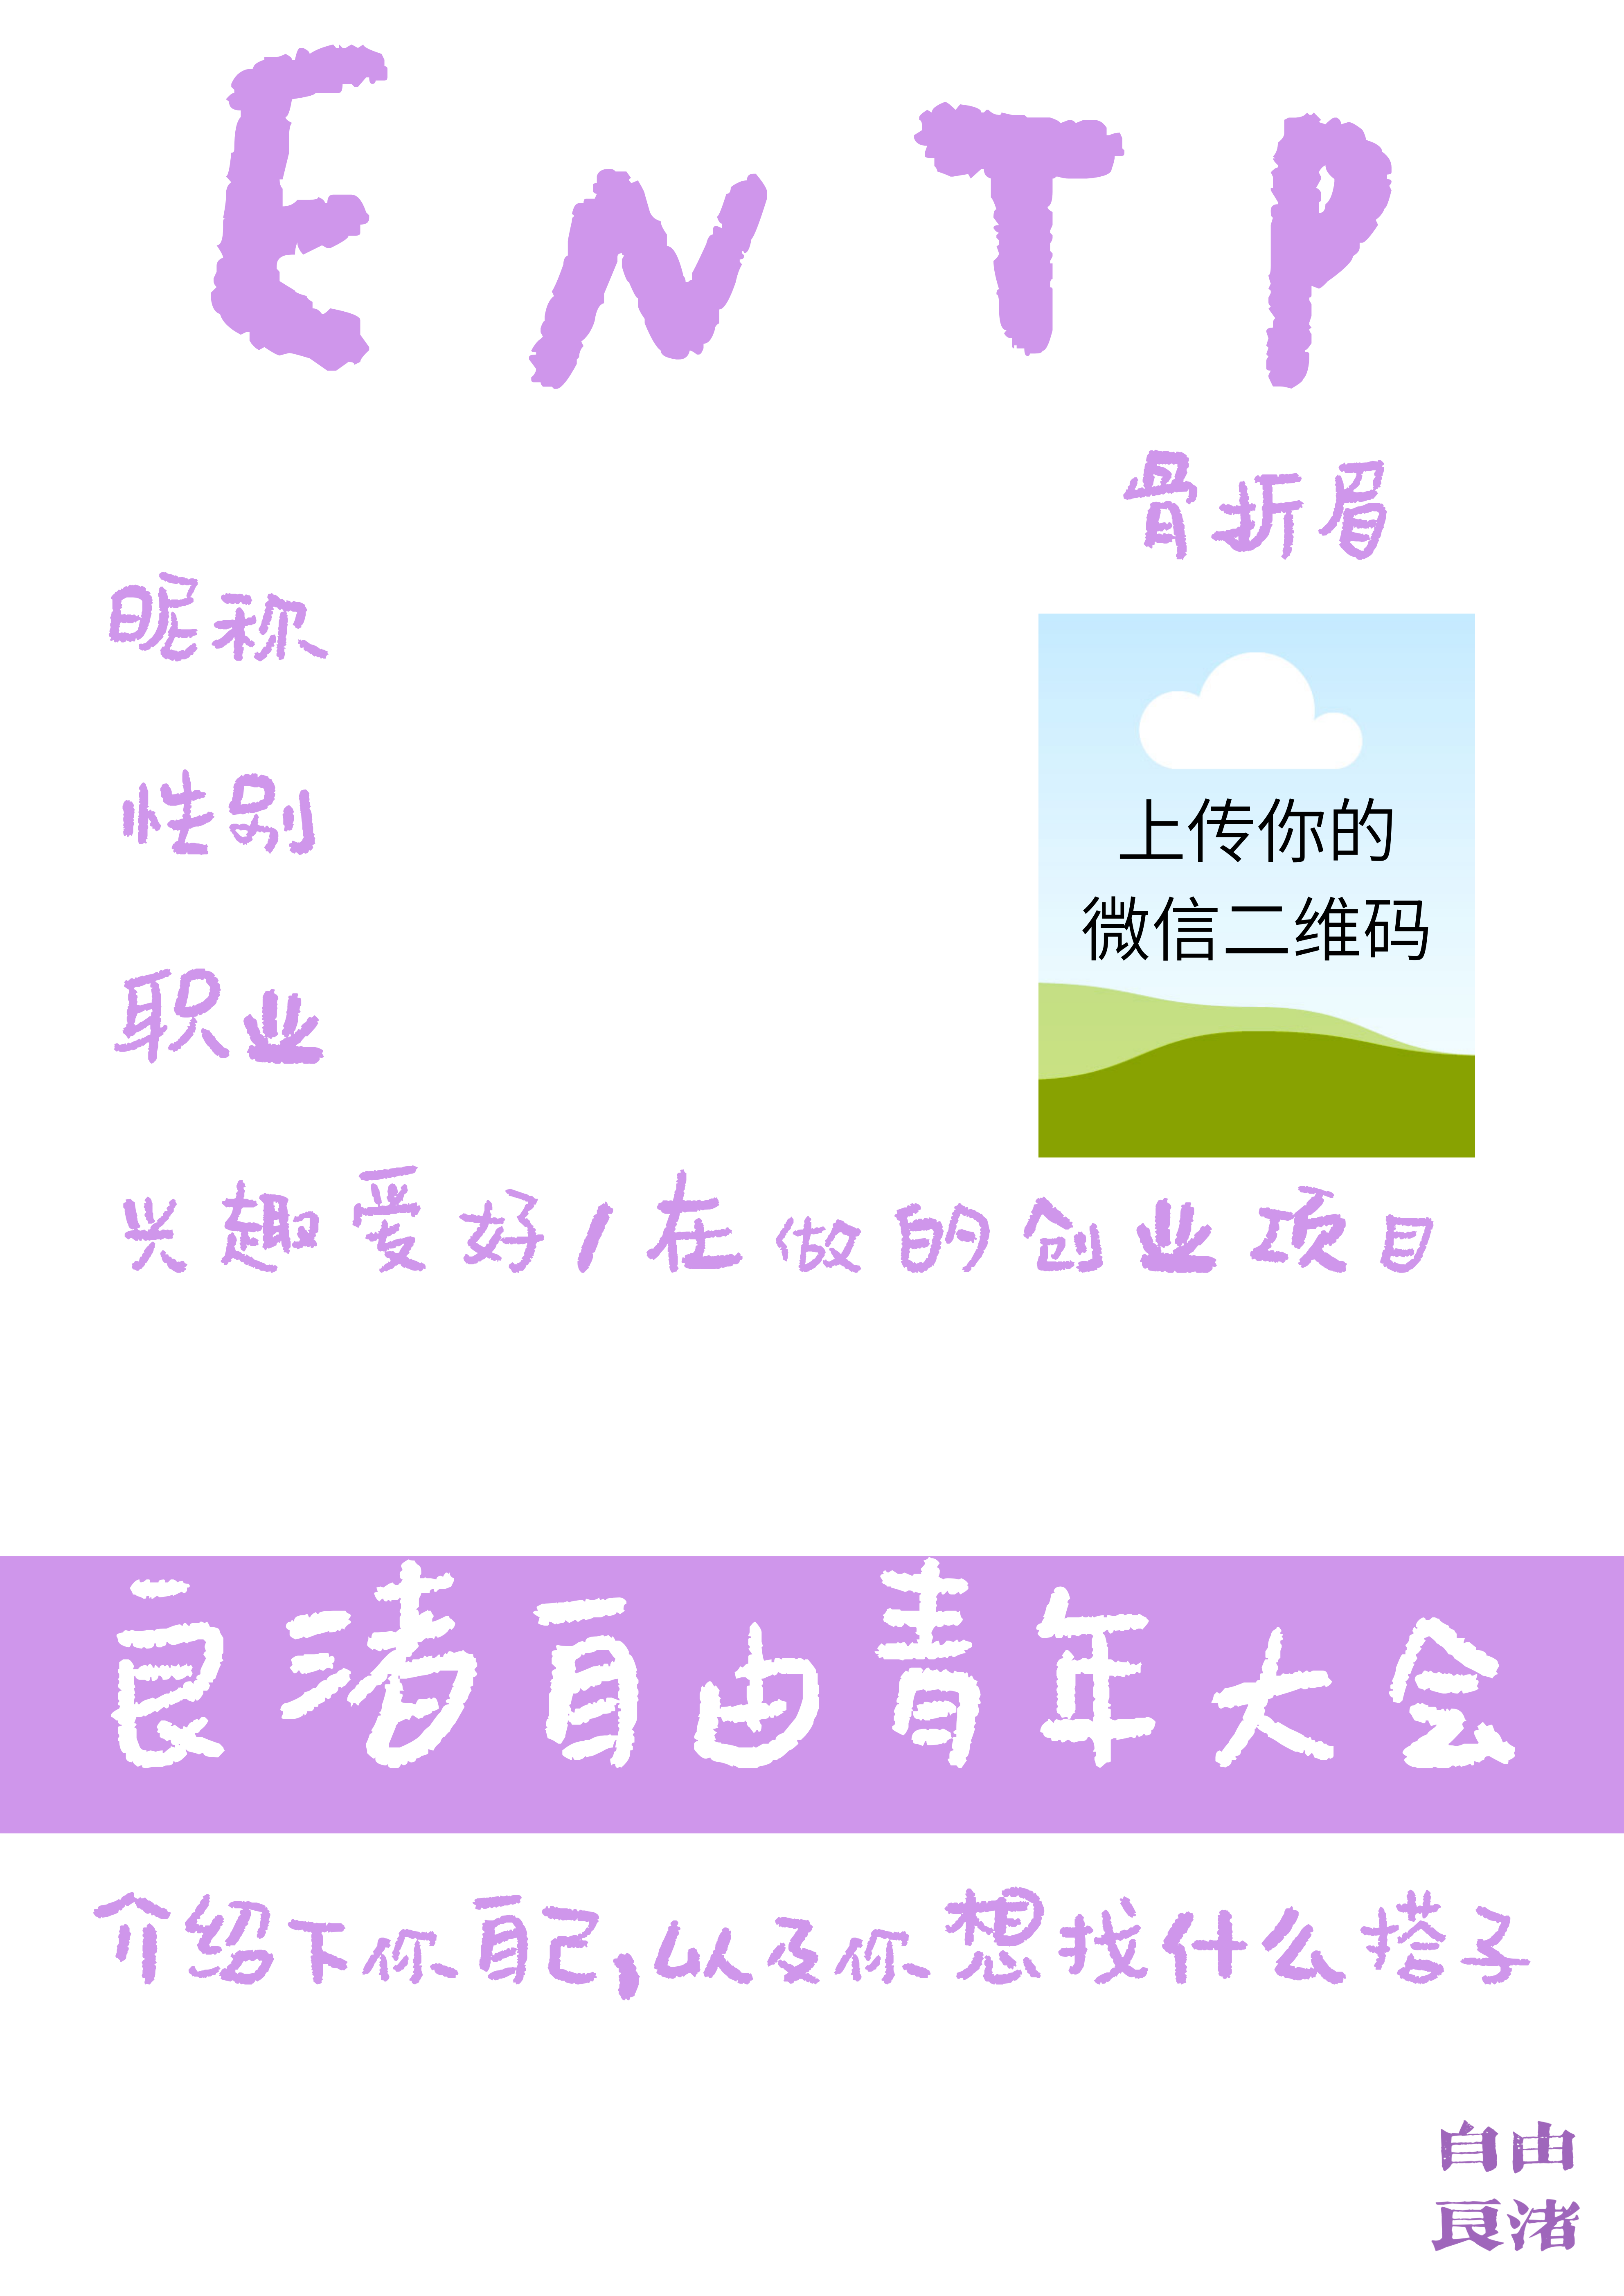 ENTP
骨折眉
昵称
性别
上传你的
微信二维码
职业
兴趣爱好/在做的创业项目
良渚自由青年大会
介绍下你自己,以及你想找什么搭子
自由
良渚